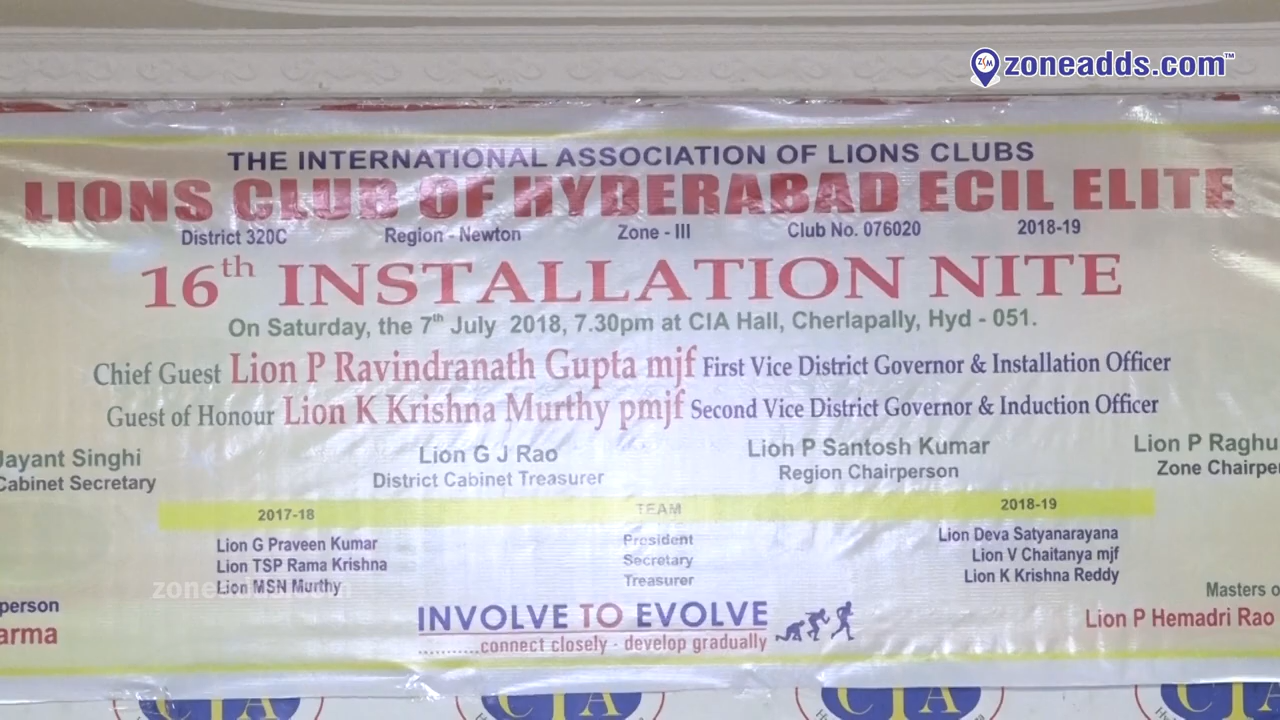 zoneadds.com™
THE INTERNATIONAL ASSOCIATION OF LIONS CLUBS
LIONS CLUB OF HYDERABAD ECIL ELITE
District 320C Region - Newton Zone - III Club No. 076020 2018-19
16th INSTALLATION NITE
On Saturday, the 7th July 2018, 7.30pm at CIA Hall, Cherlapally, Hyd - 051.
Chief Guest Lion P Ravindranath Gupta mjf First Vice District Governor & Installation Officer
Guest of Honour Lion K Krishna Murthy pmjf Second Vice District Governor & Induction Officer
Jayant Singhi Lion G J Rao Lion P Santosh Kumar Lion P Raghu
Cabinet Secretary District Cabinet Treasurer Region Chairperson Zone Chairpe
2017-18 TEAM 2018-19
Lion G Praveen Kumar President Lion Deva Satyanarayana
Lion TSP Rama Krishna Secretary Lion V Chaitanya mjf
Lion MSN Murthy Treasurer Lion K Krishna Reddy
person INVOLVE TO EVOLVE Masters o
arma ............connect closely - develop gradually Lion P Hemadri Rao
CIA CIA CIA CIA